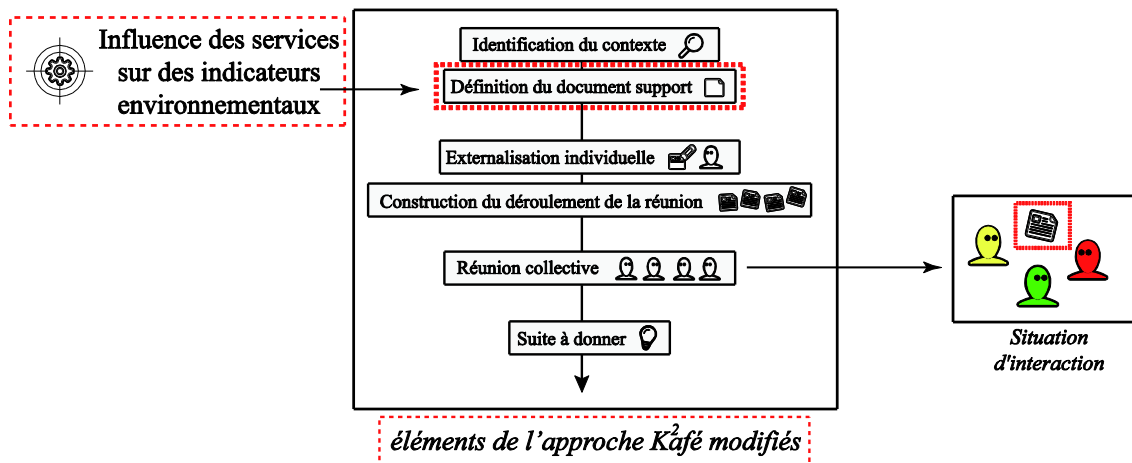 Influence des services
sur des indicateurs
environnementaux
Identification du contexte
Définition du document support
Externalisation individuelle
Construction du déroulement de la réunion
Réunion collective
Suite à donner
Situation
d'interaction
éléments de l’approche K²afé modifiés